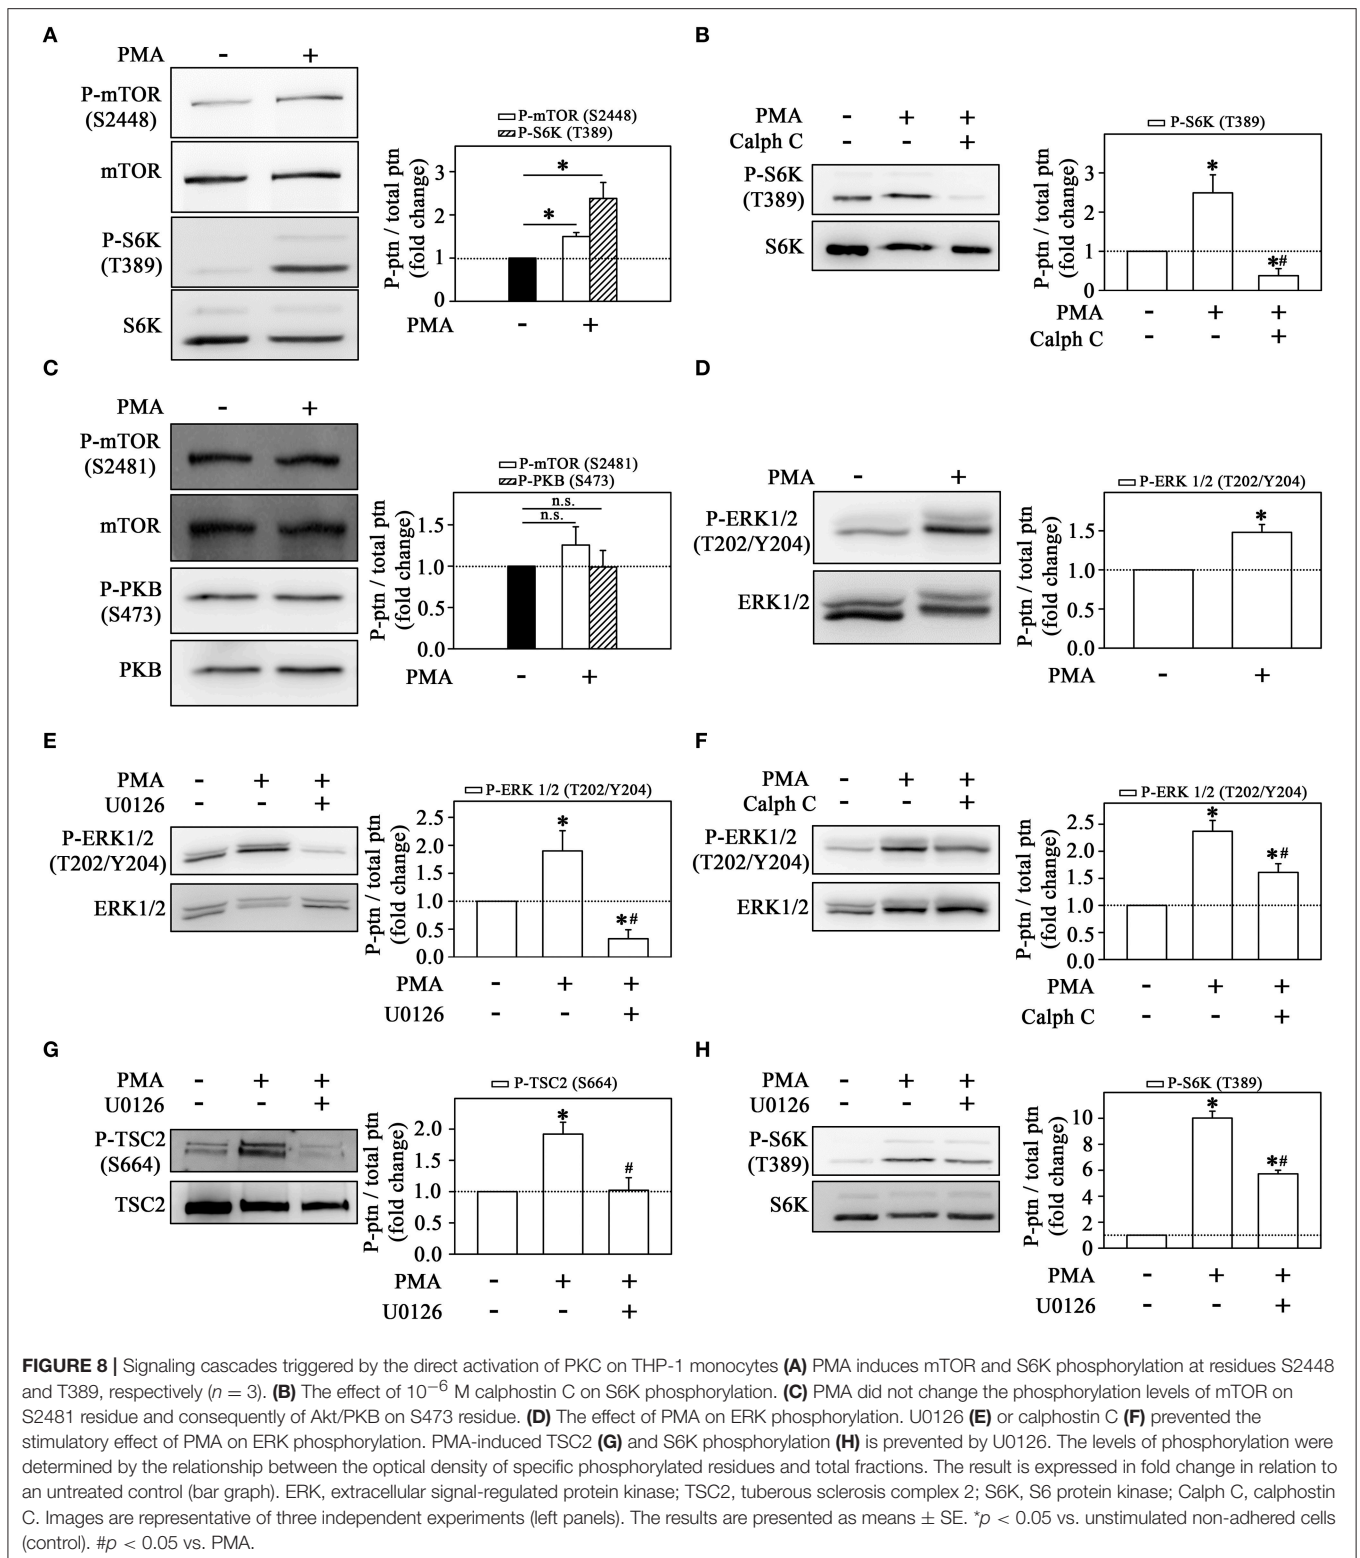 A
PMA - +
P-mTOR
(S2448)
mTOR
P-S6K
(T389)
S6K
P-mTOR (S2448)
P-S6K (T389)
P-ptn / total ptn
(fold change)
3
2
1
0
* *
PMA - +
B
PMA - + +
Calph C - - +
P-S6K
(T389)
S6K
P-S6K (T389)
P-ptn / total ptn
(fold change)
3
2
1
0
* *#
PMA - + +
Calph C - - +
C
PMA - +
P-mTOR
(S2481)
mTOR
P-PKB
(S473)
PKB
P-mTOR (S2481)
P-PKB (S473)
P-ptn / total ptn
(fold change)
1.5
1.0
0.5
0.0
n.s.
n.s.
PMA - +
D
PMA - +
P-ERK1/2
(T202/Y204)
ERK1/2
P-ERK 1/2 (T202/Y204)
P-ptn / total ptn
(fold change)
1.5
1.0
0.5
0.0
*
PMA - +
E
PMA - + +
U0126 - - +
P-ERK1/2
(T202/Y204)
ERK1/2
P-ERK 1/2 (T202/Y204)
P-ptn / total ptn
(fold change)
2.5
2.0
1.5
1.0
0.5
0.0
* *#
PMA - + +
U0126 - - +
F
PMA - + +
Calph C - - +
P-ERK1/2
(T202/Y204)
ERK1/2
P-ERK 1/2 (T202/Y204)
P-ptn / total ptn
(fold change)
2.5
2.0
1.5
1.0
0.5
0.0
* *#
PMA - + +
Calph C - - +
G
PMA - + +
U0126 - - +
P-TSC2
(S664)
TSC2
P-TSC2 (S664)
P-ptn / total ptn
(fold change)
2.0
1.5
1.0
0.5
0.0
* #
PMA - + +
U0126 - - +
H
PMA - + +
U0126 - - +
P-S6K
(T389)
S6K
P-S6K (T389)
P-ptn / total ptn
(fold change)
10
8
6
4
2
0
* *#
PMA - + +
U0126 - - +
FIGURE 8 | Signaling cascades triggered by the direct activation of PKC on THP-1 monocytes (A) PMA induces mTOR and S6K phosphorylation at residues S2448
and T389, respectively (n = 3). (B) The effect of 10−6 M calphostin C on S6K phosphorylation. (C) PMA did not change the phosphorylation levels of mTOR on
S2481 residue and consequently of Akt/PKB on S473 residue. (D) The effect of PMA on ERK phosphorylation. U0126 (E) or calphostin C (F) prevented the
stimulatory effect of PMA on ERK phosphorylation. PMA-induced TSC2 (G) and S6K phosphorylation (H) is prevented by U0126. The levels of phosphorylation were
determined by the relationship between the optical density of specific phosphorylated residues and total fractions. The result is expressed in fold change in relation to
an untreated control (bar graph). ERK, extracellular signal-regulated protein kinase; TSC2, tuberous sclerosis complex 2; S6K, S6 protein kinase; Calph C, calphostin
C. Images are representative of three independent experiments (left panels). The results are presented as means ± SE. *p < 0.05 vs. unstimulated non-adhered cells
(control). #p < 0.05 vs. PMA.